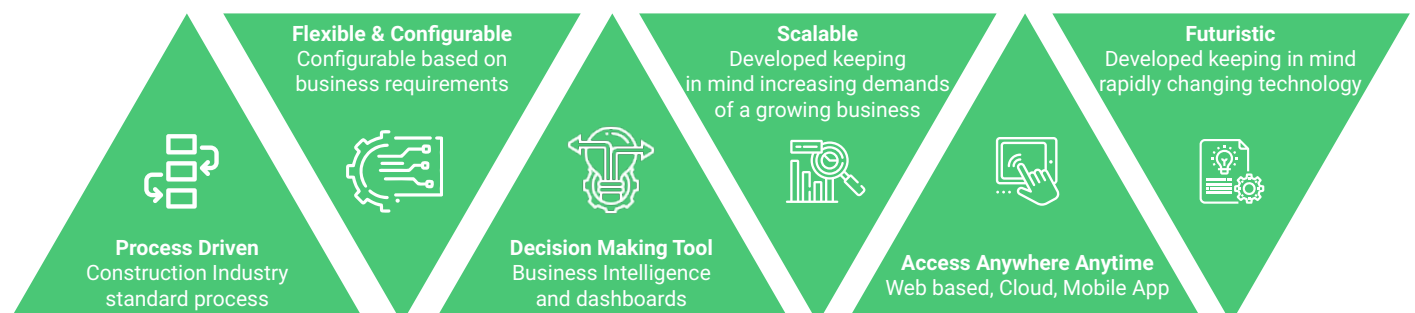 Process Driven
Construction Industry
standard process
Flexible & Configurable
Configurable based on
business requirements
Decision Making Tool
Business Intelligence
and dashboards
Scalable
Developed keeping
in mind increasing demands
of a growing business
Access Anywhere Anytime
Web based, Cloud, Mobile App
Futuristic
Developed keeping in mind
rapidly changing technology